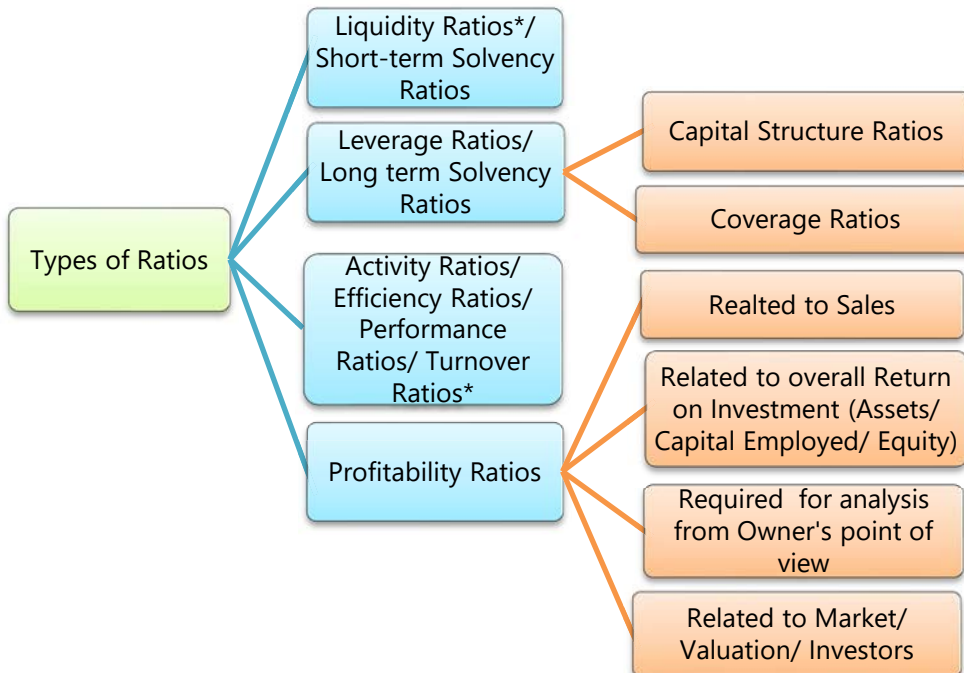 Types of Ratios
Liquidity Ratios*/
Short-term Solvency
Ratios
Leverage Ratios/
Long term Solvency
Ratios
Activity Ratios/
Efficiency Ratios/
Performance
Ratios/ Turnover
Ratios*
Profitability Ratios
Capital Structure Ratios
Coverage Ratios
Realted to Sales
Related to overall Return
on Investment (Assets/
Capital Employed/ Equity)
Required for analysis
from Owner's point of
view
Related to Market/
Valuation/ Investors